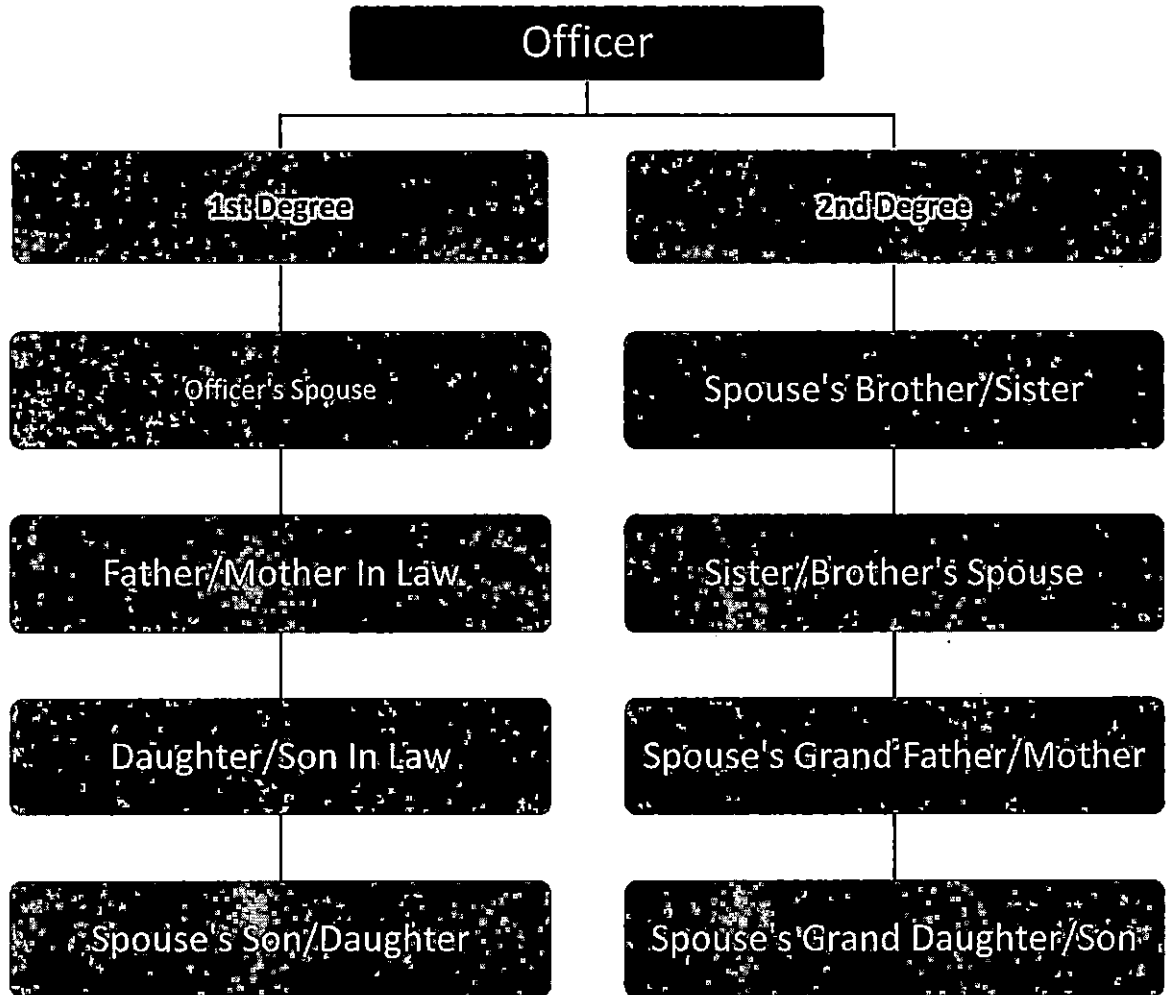 Officer
1st Degree
2nd Degree
Officer's Spouse
Spouse's Brother/Sister
Father/Mother In Law
Sister/Brother's Spouse
Daughter/Son In Law
Spouse's Grand Father/Mother
Spouse's Son/Daughter
Spouse's Grand Daughter/Son